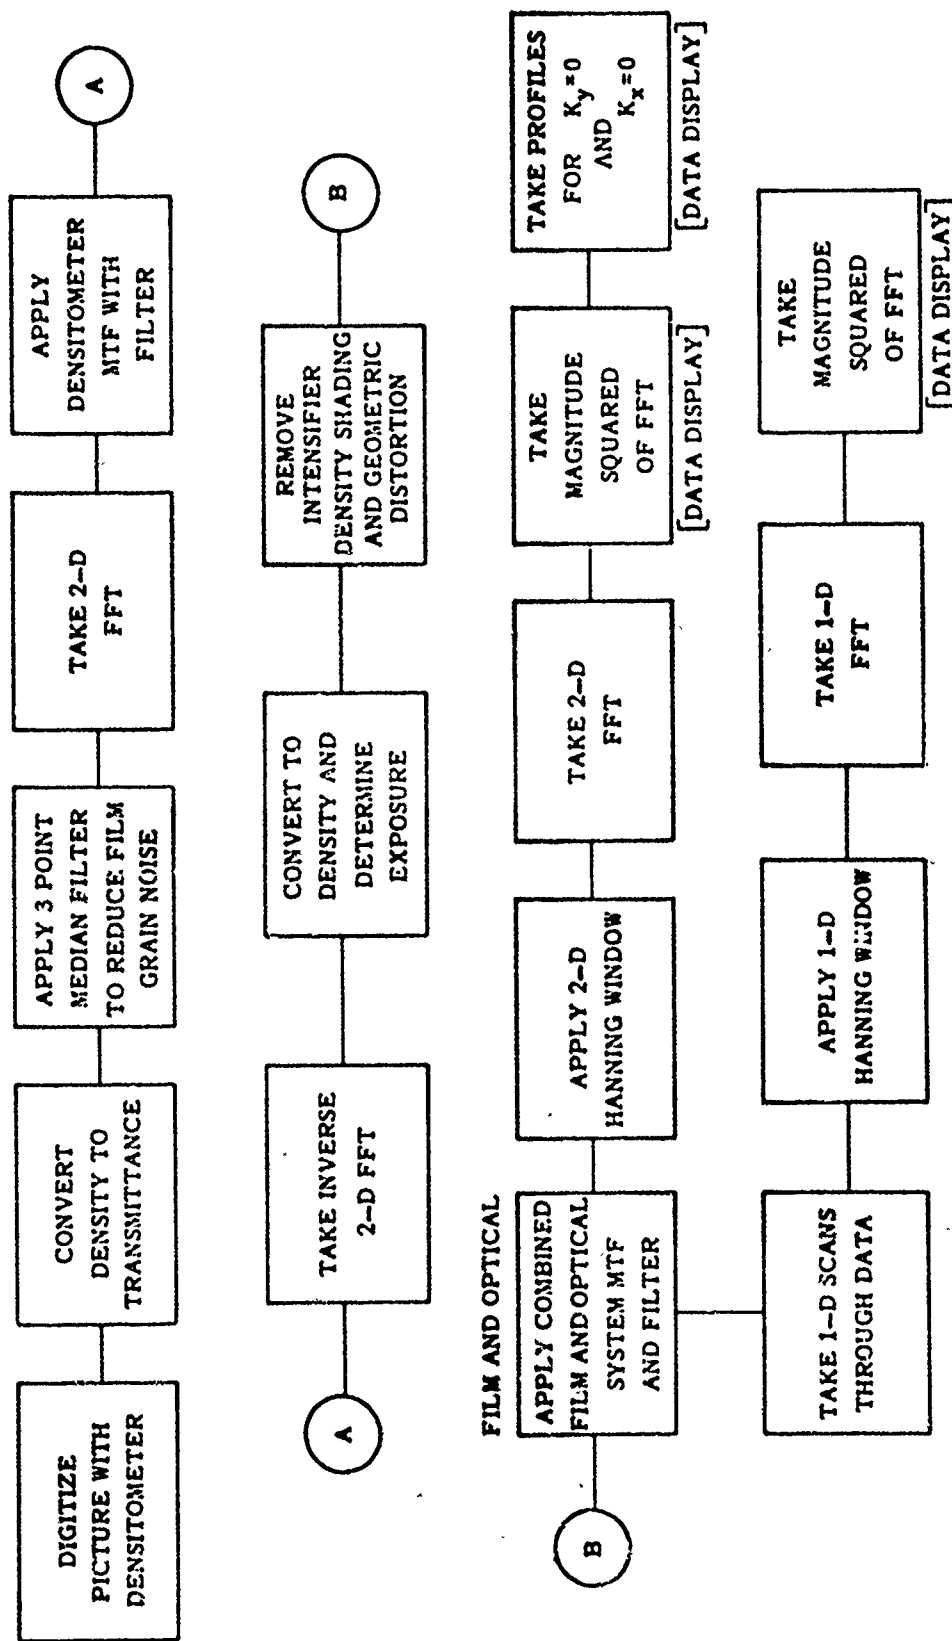 DIGITIZE
PICTURE WITH
DENSITOMETER
CONVERT
DENSITY TO
TRANSMITTANCE
APPLY 3 POINT
MEDIAN FILTER
TO REDUCE FILM
GRAIN NOISE
TAKE 2-D
FFT
APPLY
DENSITOMETER
MTF WITH
FILTER
A
A
TAKE INVERSE
2-D FFT
CONVERT TO
DENSITY AND
DETERMINE
EXPOSURE
REMOVE
INTENSIFIER
DENSITY SHADING
AND GEOMETRIC
DISTORTION
B
B
FILM AND OPTICAL
APPLY COMBINED
FILM AND OPTICAL
SYSTEM MTF
AND FILTER
APPLY 2-D
HANNING WINDOW
TAKE 2-D
FFT
TAKE
MAGNITUDE
SQUARED
OF FFT
[DATA DISPLAY]
TAKE PROFILES
FOR Ky=0
AND
Kx=0
[DATA DISPLAY]
TAKE 1-D SCANS
THROUGH DATA
APPLY 1-D
HANNING WINDOW
TAKE 1-D
FFT
TAKE
MAGNITUDE
SQUARED
OF FFT
[DATA DISPLAY]